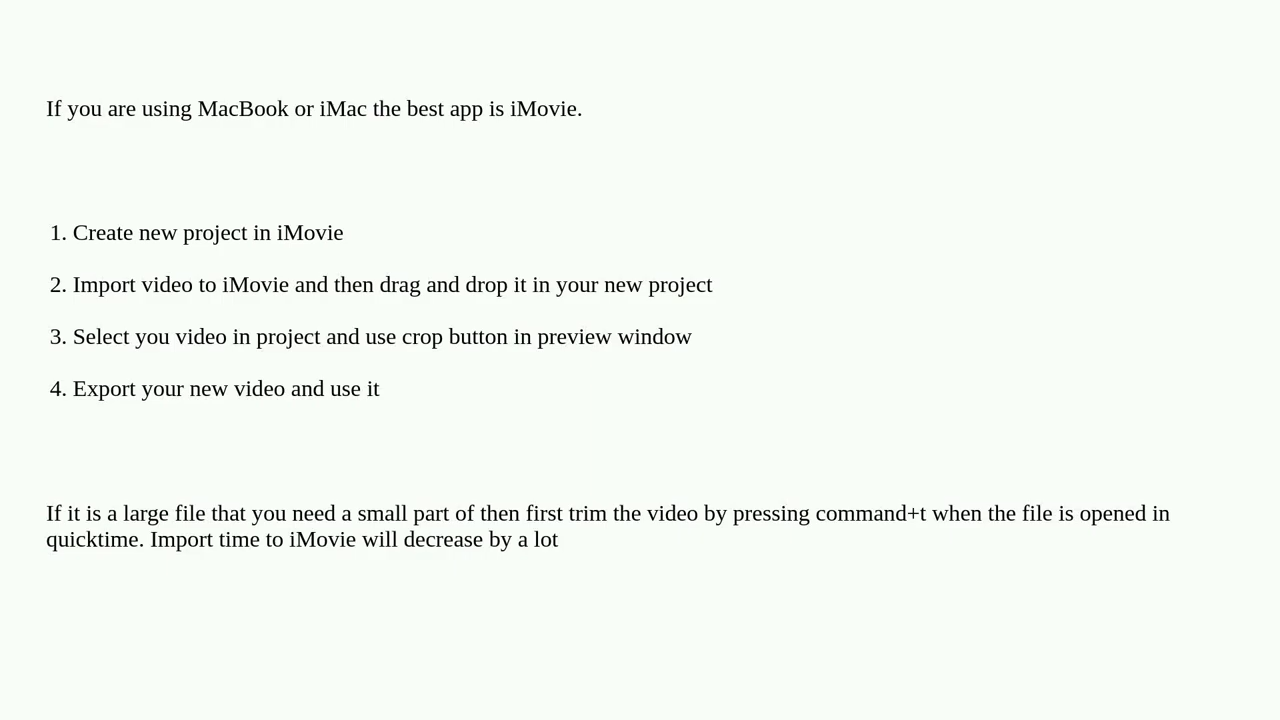 If you are using MacBook or iMac the best app is iMovie.
1. Create new project in iMovie
2. Import video to iMovie and then drag and drop it in your new project
3. Select you video in project and use crop button in preview window
4. Export your new video and use it
If it is a large file that you need a small part of then first trim the video by pressing command+t when the file is opened in
quicktime. Import time to iMovie will decrease by a lot